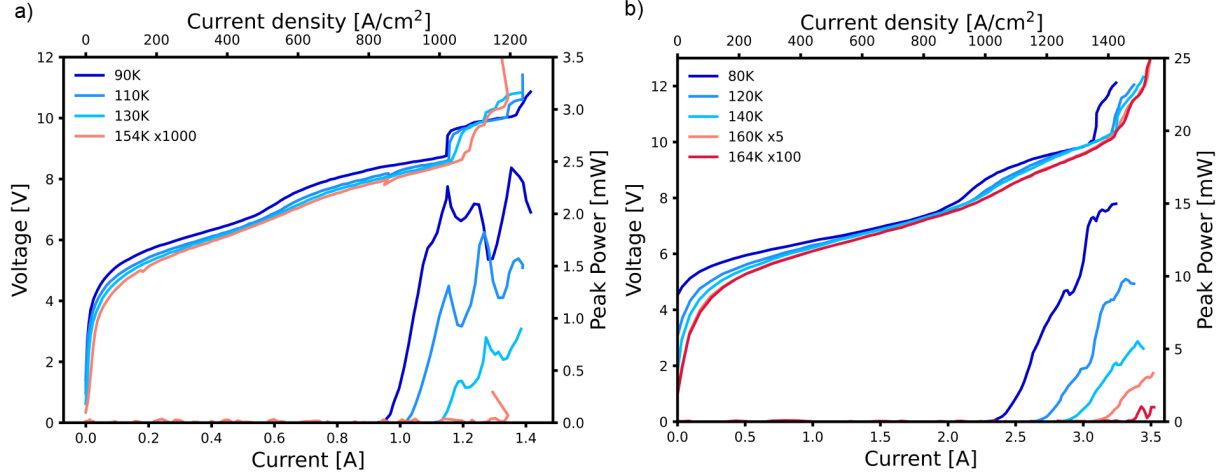 a)
Current density [A/cm²]
0 200 400 600 800 1000 1200
12 10 8 6 4 2 0
Voltage [V]
90K
110K
130K
154K x1000
3.5 3.0 2.5 2.0 1.5 1.0 0.5 0.0
Peak Power [mW]
0.0 0.2 0.4 0.6 0.8 1.0 1.2 1.4
Current [A]
b)
Current density [A/cm²]
0 200 400 600 800 1000 1200 1400
12 10 8 6 4 2 0
Voltage [V]
80K
120K
140K
160K x5
164K x100
25 20 15 10 5 0
Peak Power [mW]
0.0 0.5 1.0 1.5 2.0 2.5 3.0 3.5
Current [A]